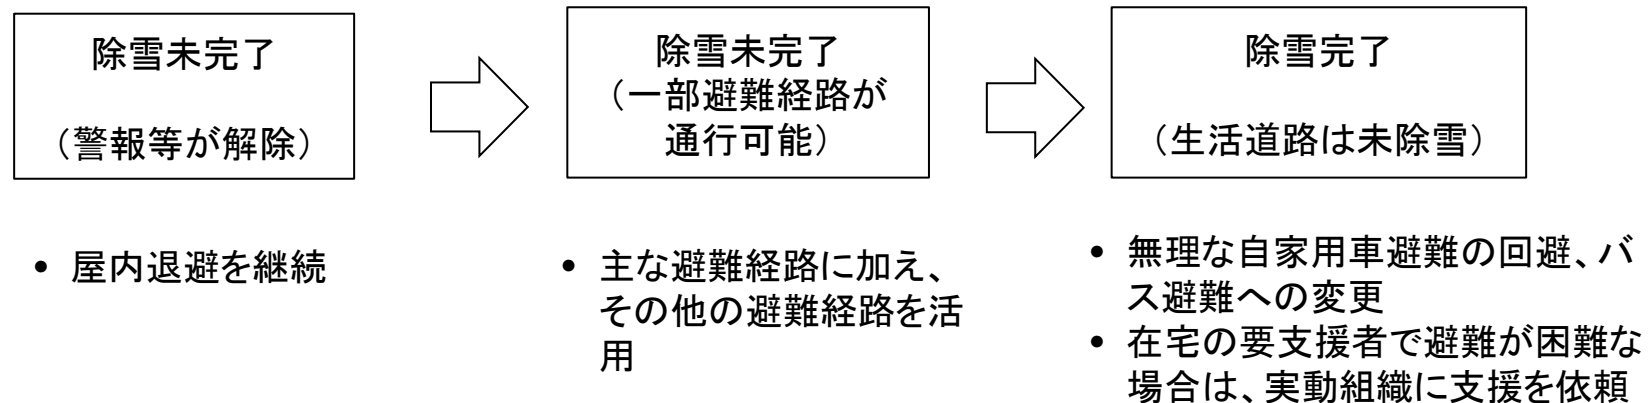 除雪未完了
（警報等が解除）
除雪未完了
（一部避難経路が
通行可能）
除雪完了
（生活道路は未除雪）
• 屋内退避を継続
• 主な避難経路に加え、
その他の避難経路を活
用
• 無理な自家用車避難の回避、バ
ス避難への変更
• 在宅の要支援者で避難が困難な
場合は、実動組織に支援を依頼